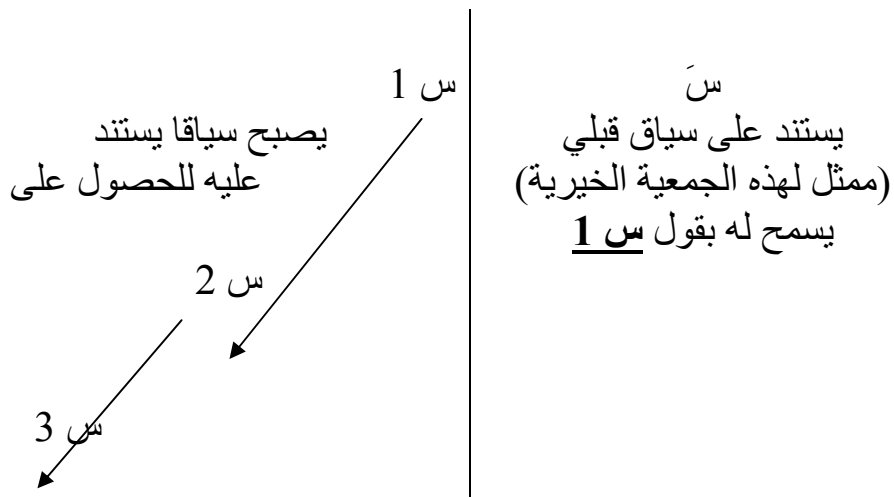 سَ
يستند على سياق قبلي
(ممثل لهذه الجمعية الخيرية)
يسمح له بقول س 1
س 1
يصبح سياقا يستند
عليه للحصول على
س 2
س 3